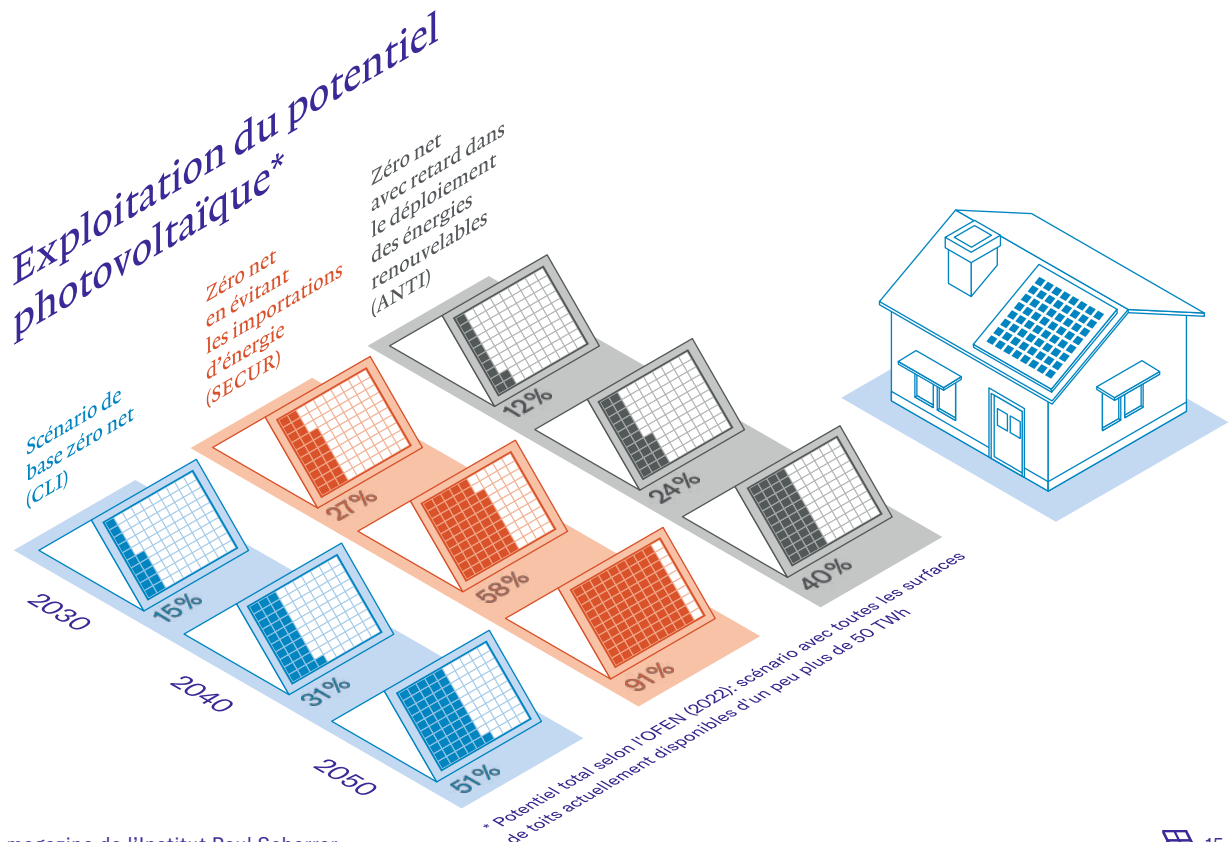 Exploitation du potentiel
photovoltaïque*
Zéro net
avec retard dans
le déploiement
des énergies
renouvelables
(ANTI)
Zéro net
en évitant
les importations
d'énergie
(SECUR)
Scénario de
base zéro net
(CLI)
12%
27%
24%
15%
58%
40%
31%
91%
51%
2030
2040
2050
* Potentiel total selon l'OFEN (2022): scénario avec toutes les surfaces
de toits actuellement disponibles d'un peu plus de 50 TWh
magazine de l'Institut Paul Scherrer
15